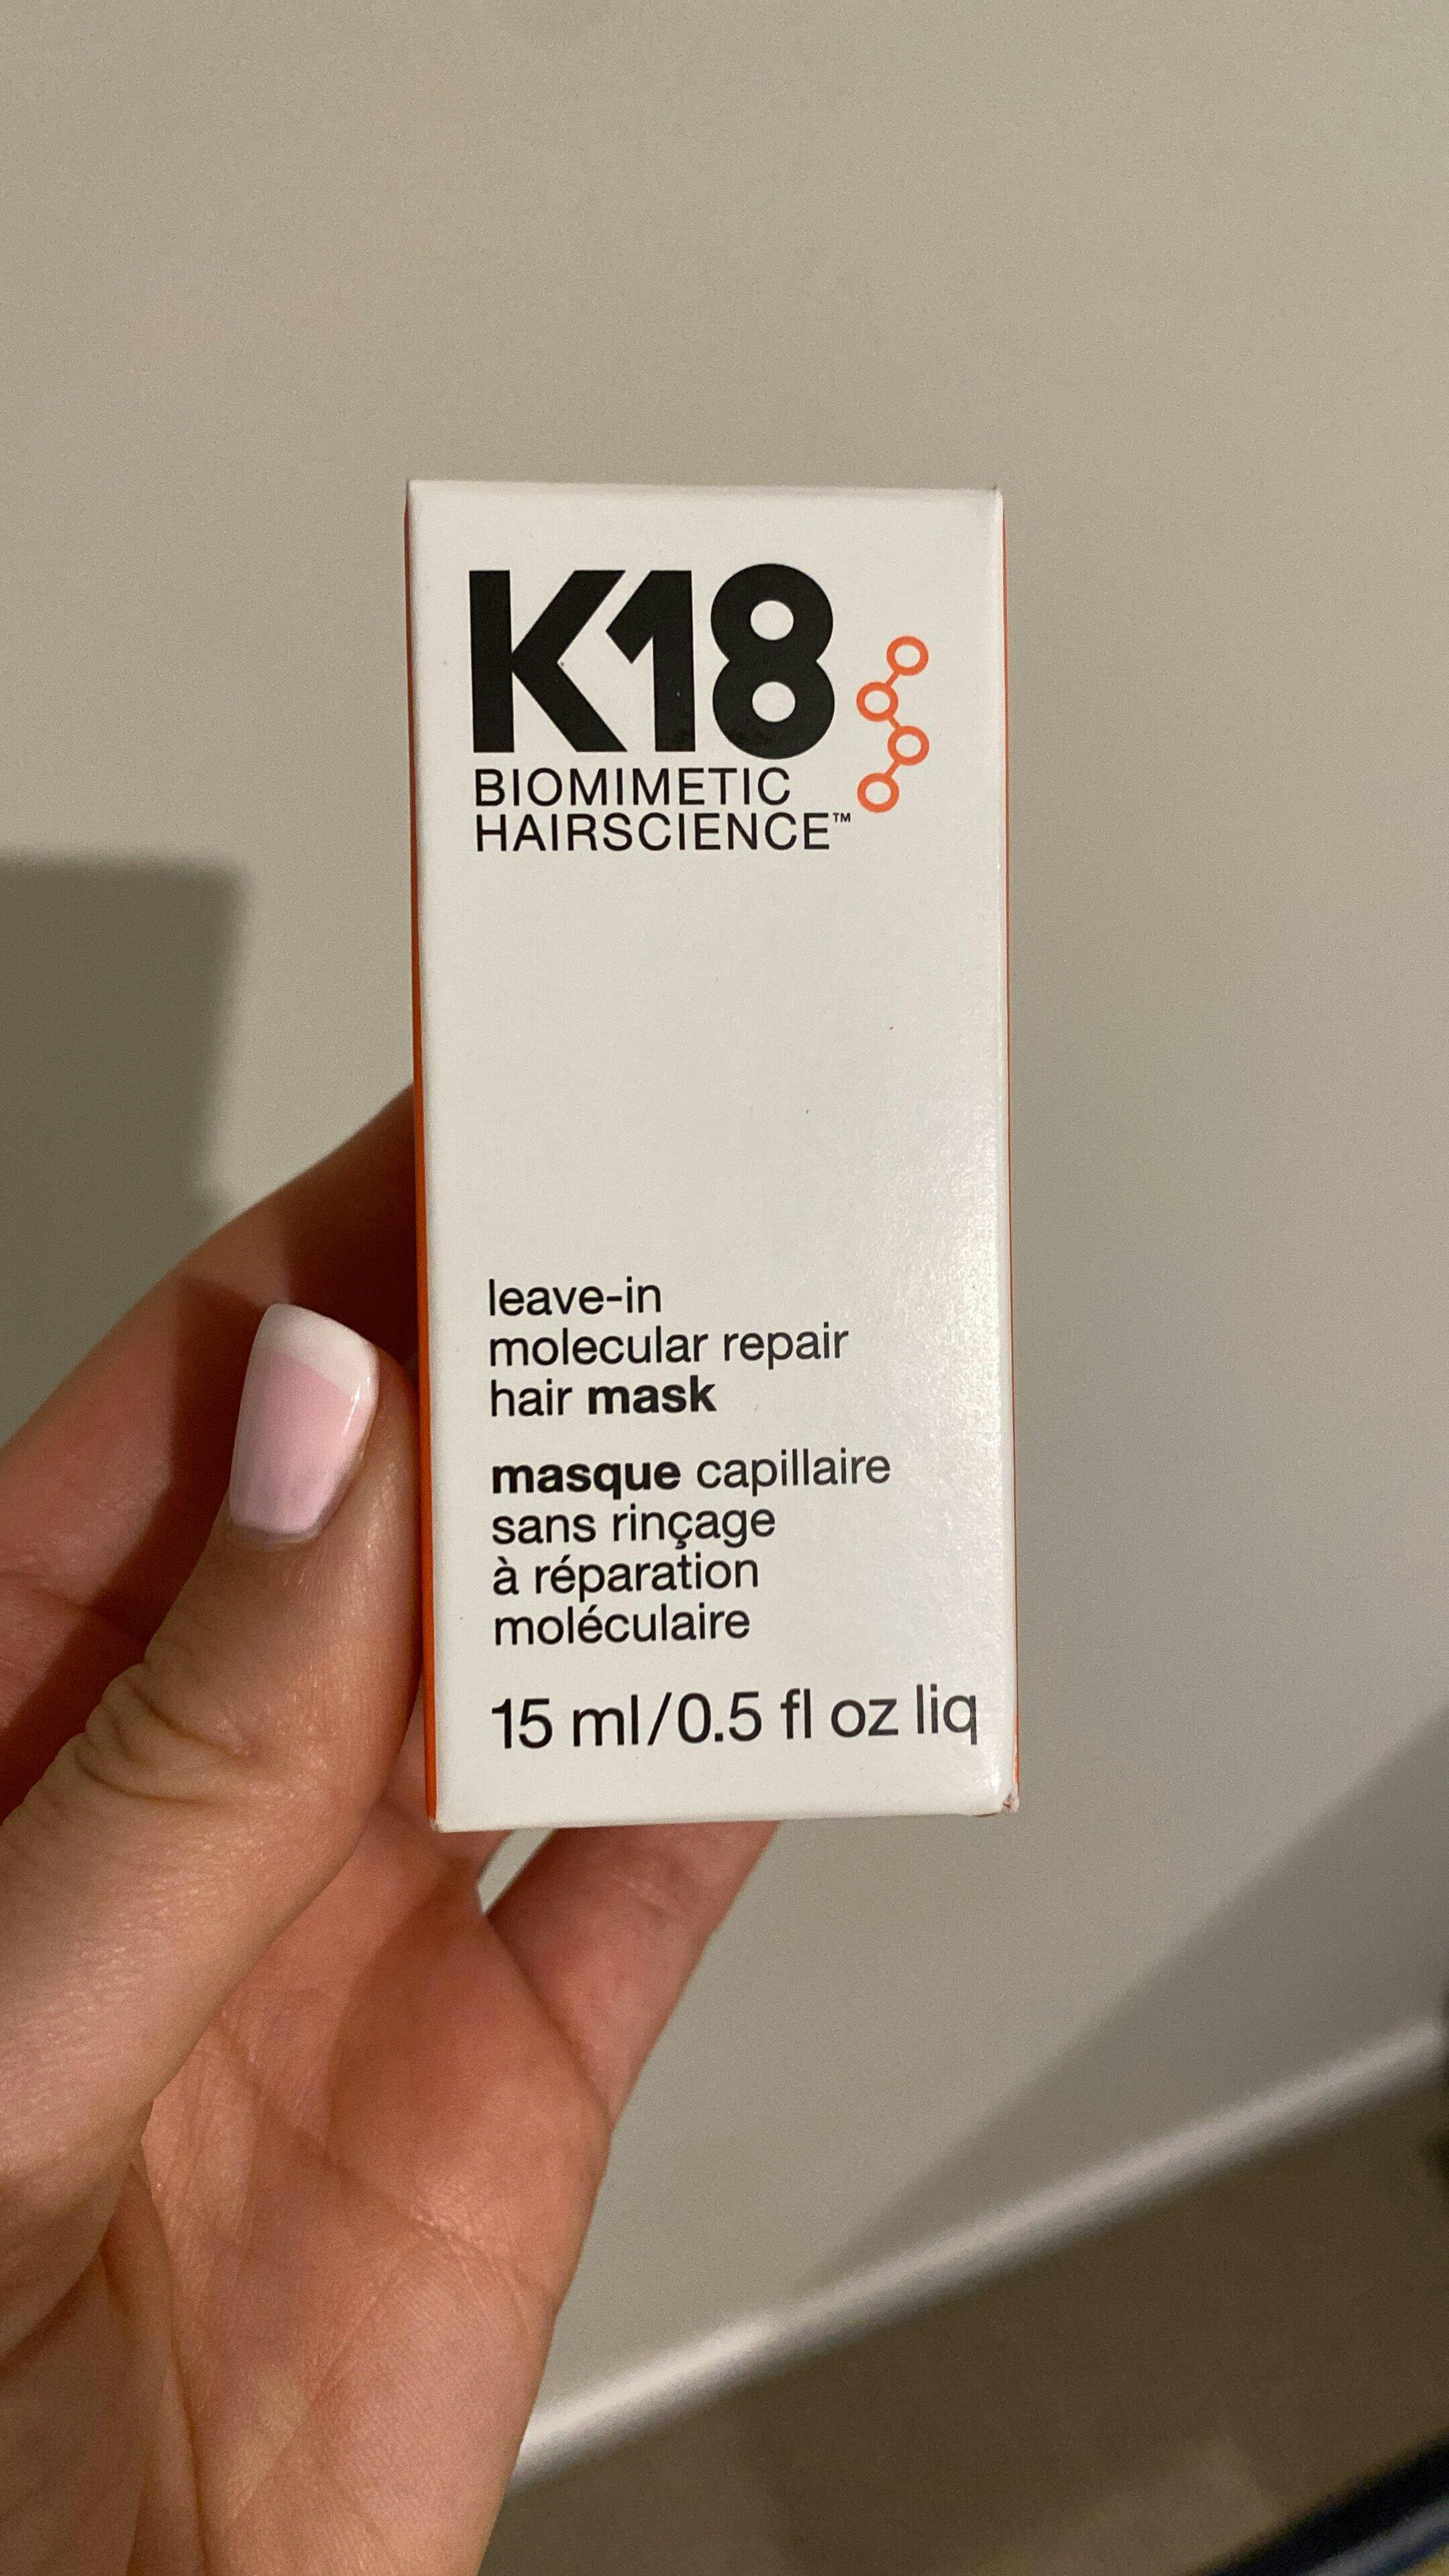 K18
BIOMIMETIC
HAIRSCIENCE™
leave-in
molecular repair
hair mask
masque capillaire
sans rinçage
à réparation
moléculaire
15 ml/0.5 fl oz liq